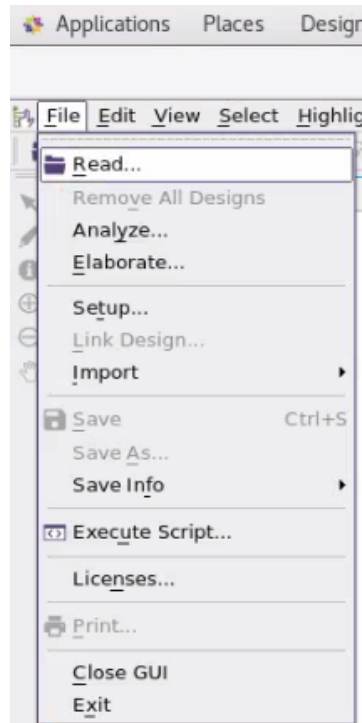 Applications Places Design
File Edit View Select Highlig
Read...
Remove All Designs
Analyze...
Elaborate...
Setup...
Link Design...
Import
Save Ctrl+S
Save As...
Save Info
Execute Script...
Licenses...
Print...
Close GUI
Exit